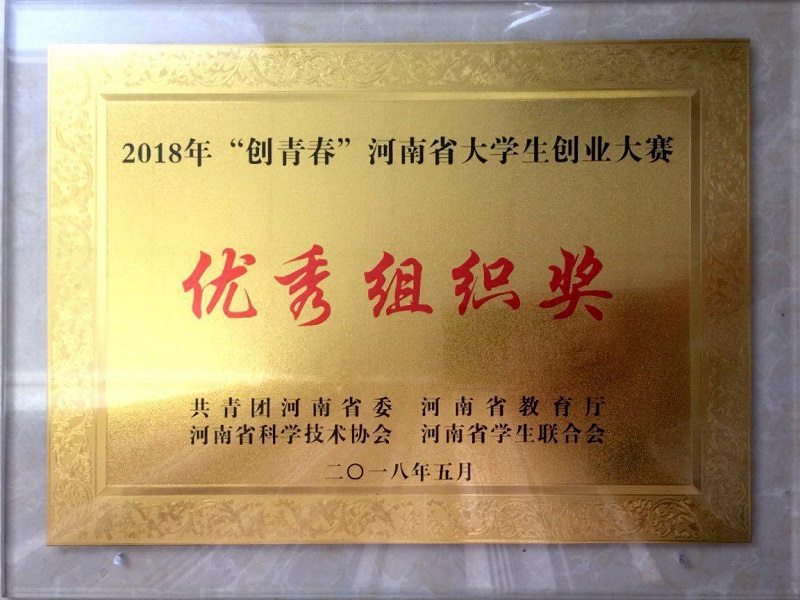 2018年“创青春”河南省大学生创业大赛
优秀组织奖
共青团河南省委 河南省教育厅
河南省科学技术协会 河南省学生联合会
二〇一八年五月